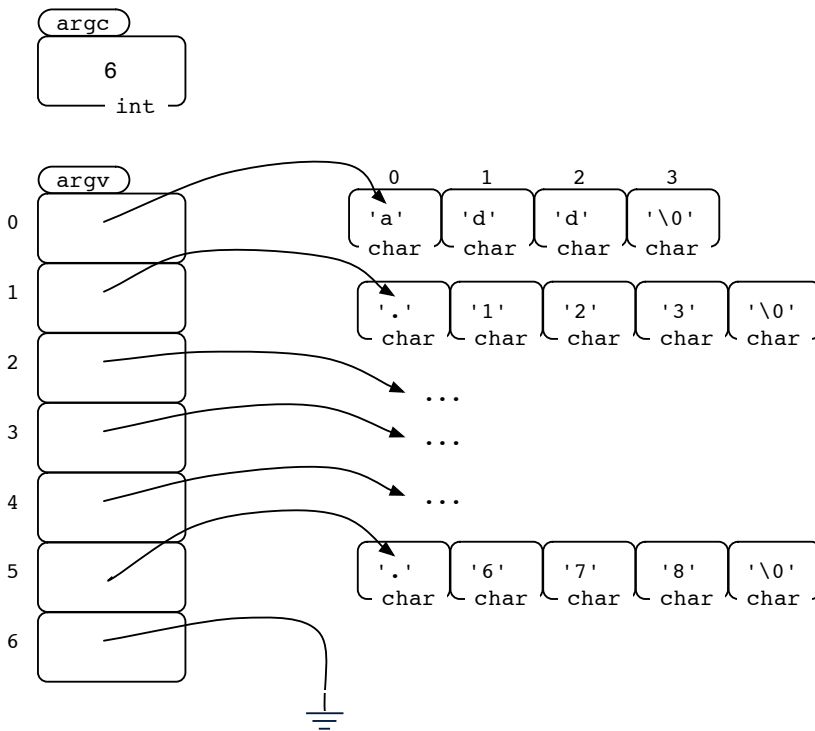 argc
6
int
argv
0 1 2 3
0 'a' 'd' 'd' '\0'
char char char char
1 '.' '1' '2' '3' '\0'
char char char char char
2 ...
3 ...
4 ...
5 '.' '6' '7' '8' '\0'
char char char char char
6